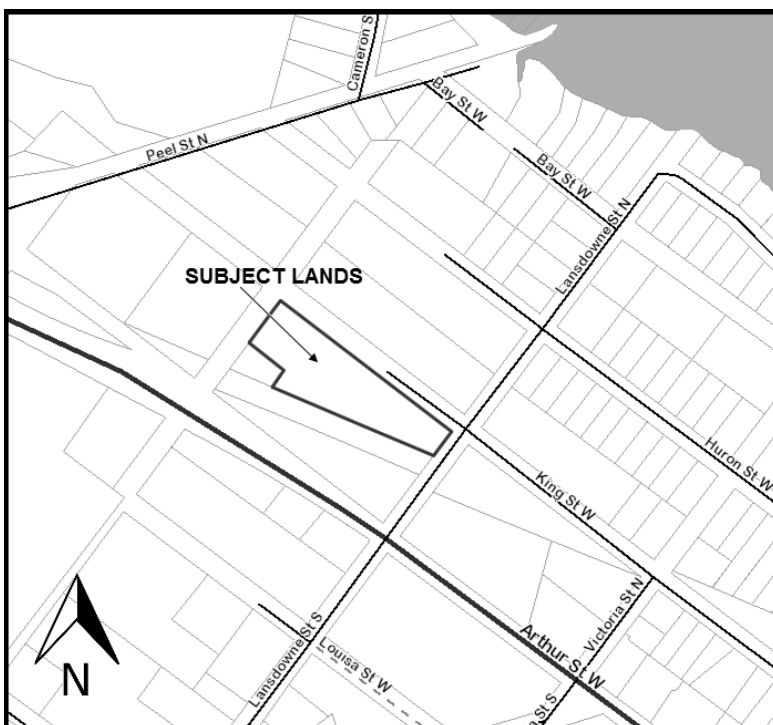 Cameron S
Bay St W
Peel St N
Bay St W
Lansdowne St N
SUBJECT LANDS
Huron St W
King St W
Victoria St N
Arthur St W
Lansdowne St S
Louisa St W
a St S
N